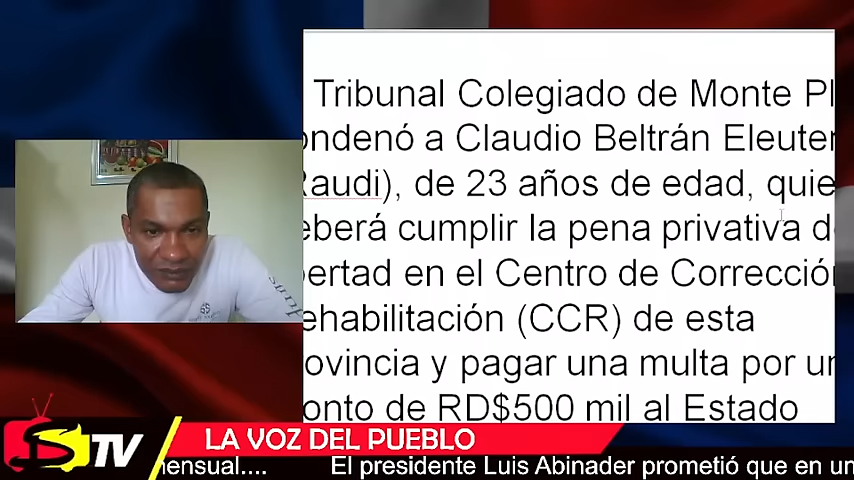 Tribunal Colegiado de Monte Pl
ondenó a Claudio Beltrán Eleuter
Raudi), de 23 años de edad, quie
eberá cumplir la pena privativa d
bertad en el Centro de Correcció
ehabilitación (CCR) de esta
ovincia y pagar una multa por u
onto de RD$500 mil al Estado
STV
LA VOZ DEL PUEBLO
mensual.... El presidente Luis Abinader prometió que en un